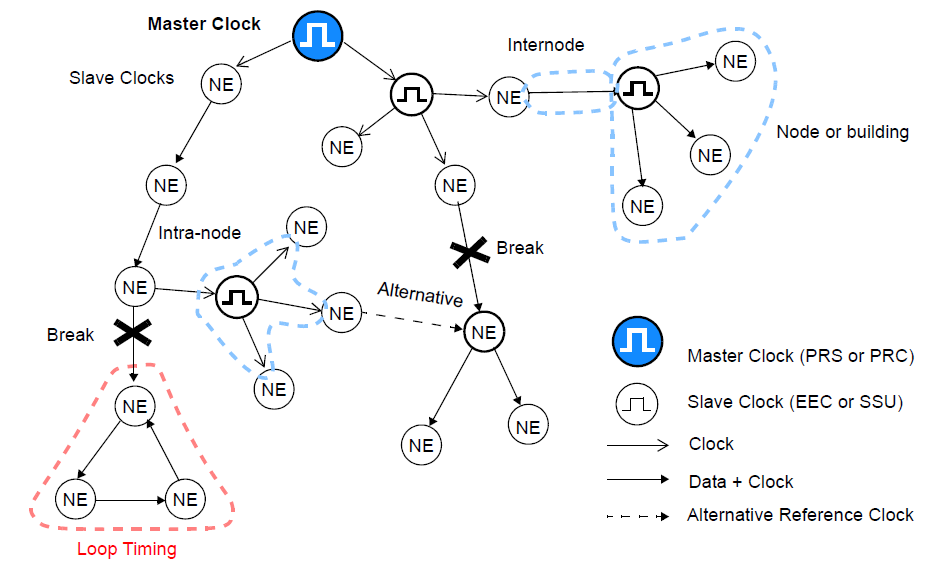 Master Clock
Internode
NE
Slave Clocks
NE
NE
Node or building
NE
NE
NE
NE
NE
Intra-node
NE
Break
NE
Alternative
NE
Break
NE
Master Clock (PRS or PRC)
NE
NE
Slave Clock (EEC or SSU)
NE
NE
Clock
NE
NE
Data + Clock
Alternative Reference Clock
Loop Timing